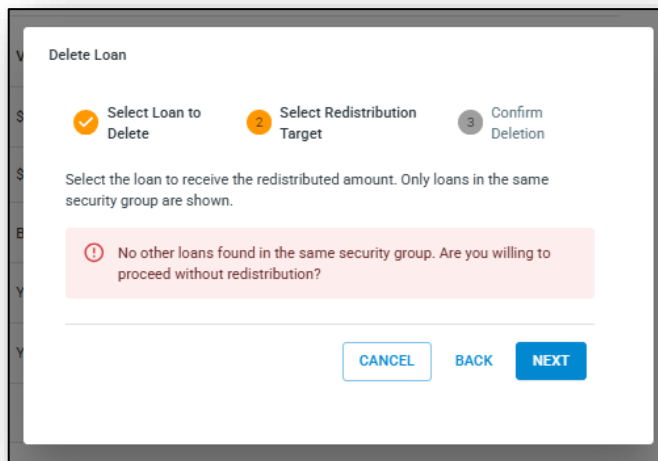 Delete Loan
Select Loan to
Delete
2
Select Redistribution
Target
3
Confirm
Deletion
Select the loan to receive the redistributed amount. Only loans in the same
security group are shown.
No other loans found in the same security group. Are you willing to
proceed without redistribution?
CANCEL BACK NEXT
V
$
$
B
Y
Y